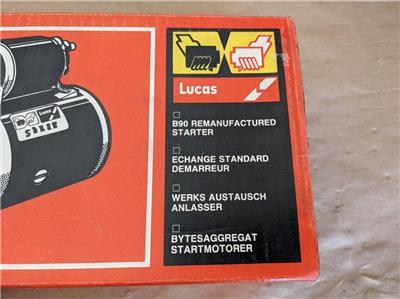 Lucas
B90 REMANUFACTURED
STARTER
ECHANGE STANDARD
DEMARREUR
WERKS AUSTAUSCH
ANLASSER
BYTESAGGREGAT
STARTMOTORER